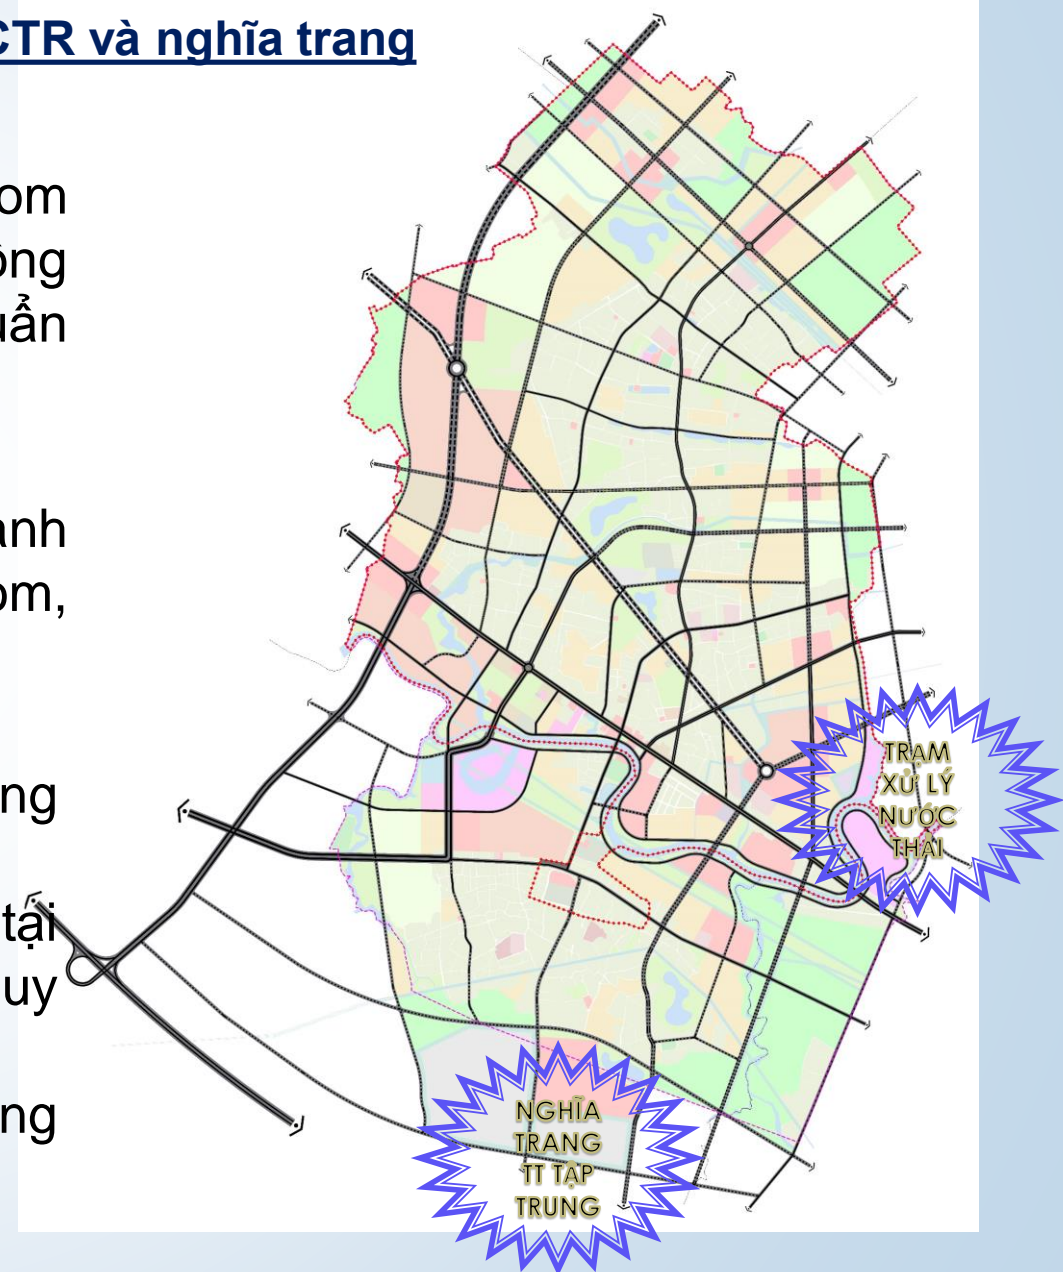 CTR và nghĩa trang
om
ông
uẩn
anh
om,
ng
tại
uy
ng
TRẠM
XỬ LÝ
NƯỚC
THẢI
NGHĨA
TRANG
TT TẬP
TRUNG